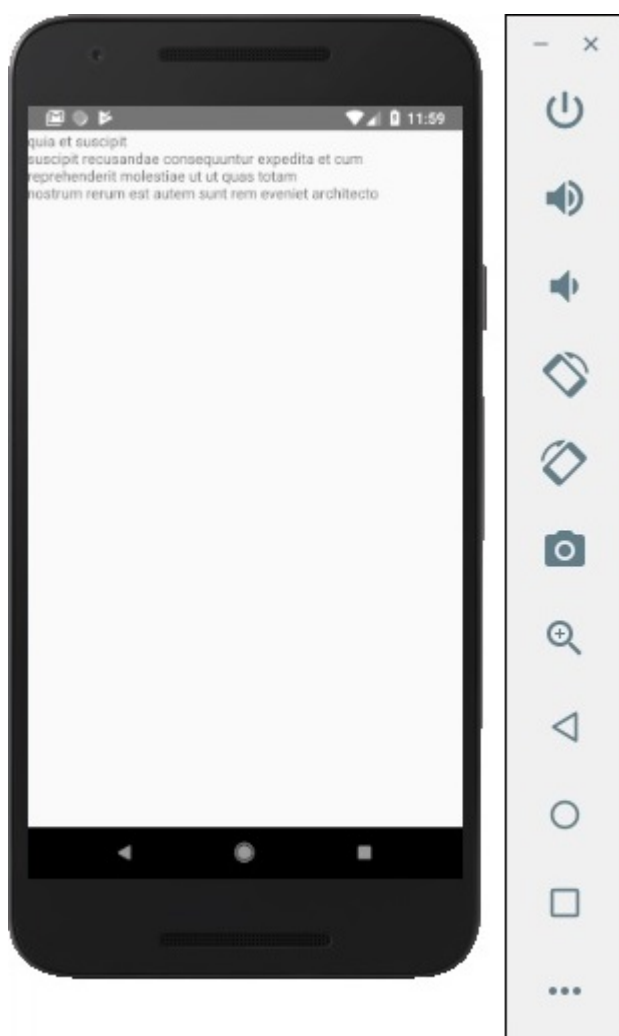 11:59
quia et suscipit
suscipit recusandae consequuntur expedita et cum
reprehenderit molestiae ut ut quas totam
nostrum rerum est autem sunt rem eveniet architecto